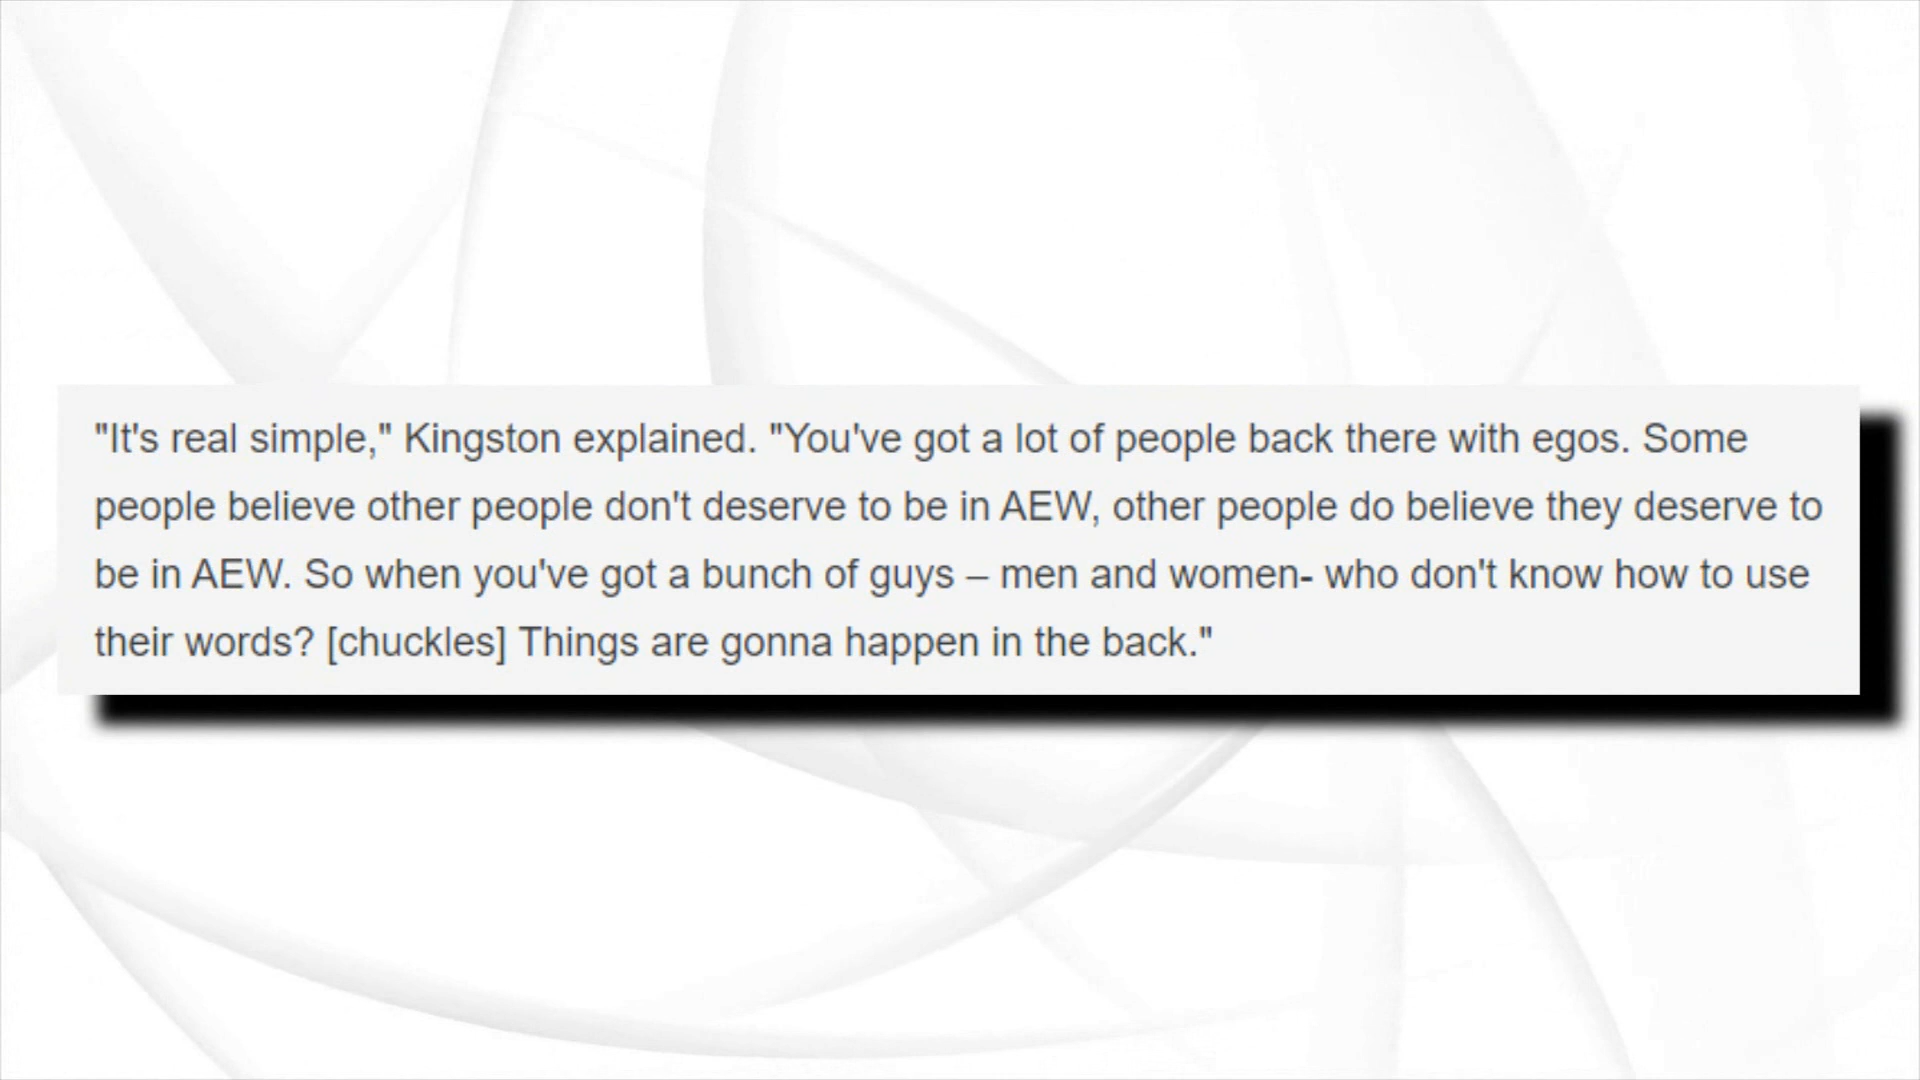 "It's real simple," Kingston explained. "You've got a lot of people back there with egos. Some
people believe other people don't deserve to be in AEW, other people do believe they deserve to
be in AEW. So when you've got a bunch of guys – men and women- who don't know how to use
their words? [chuckles] Things are gonna happen in the back."